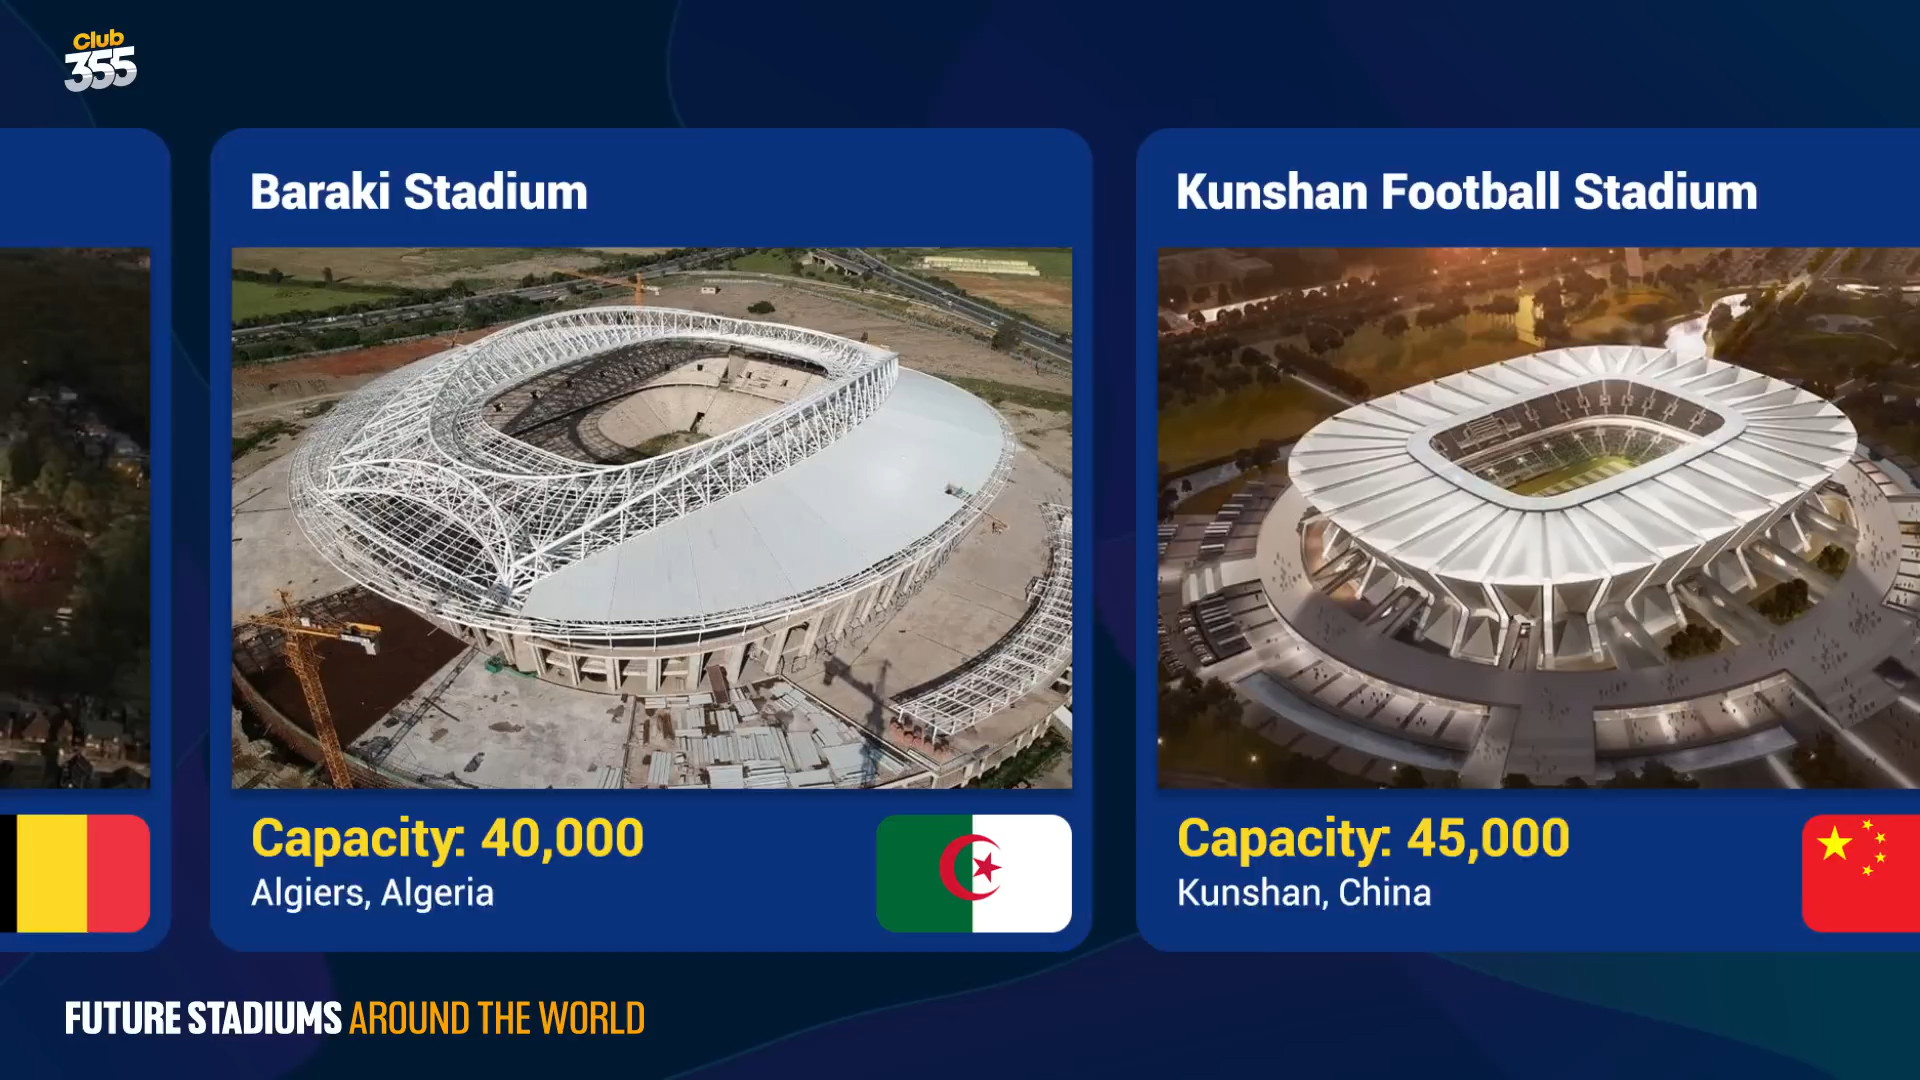 Club
355
Baraki Stadium
Capacity: 40,000
Algiers, Algeria
Kunshan Football Stadium
Capacity: 45,000
Kunshan, China
FUTURE STADIUMS AROUND THE WORLD